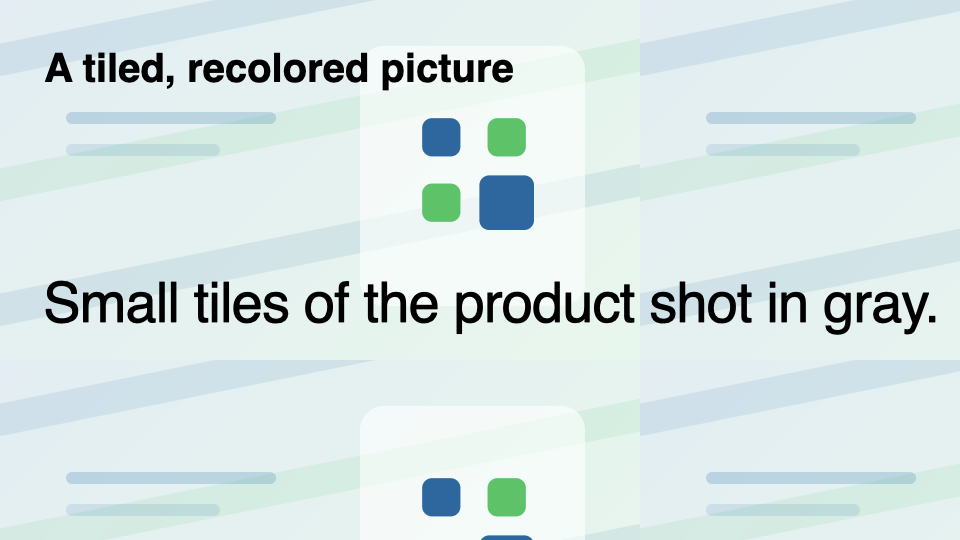 A tiled, recolored picture
Small tiles of the product shot in gray.